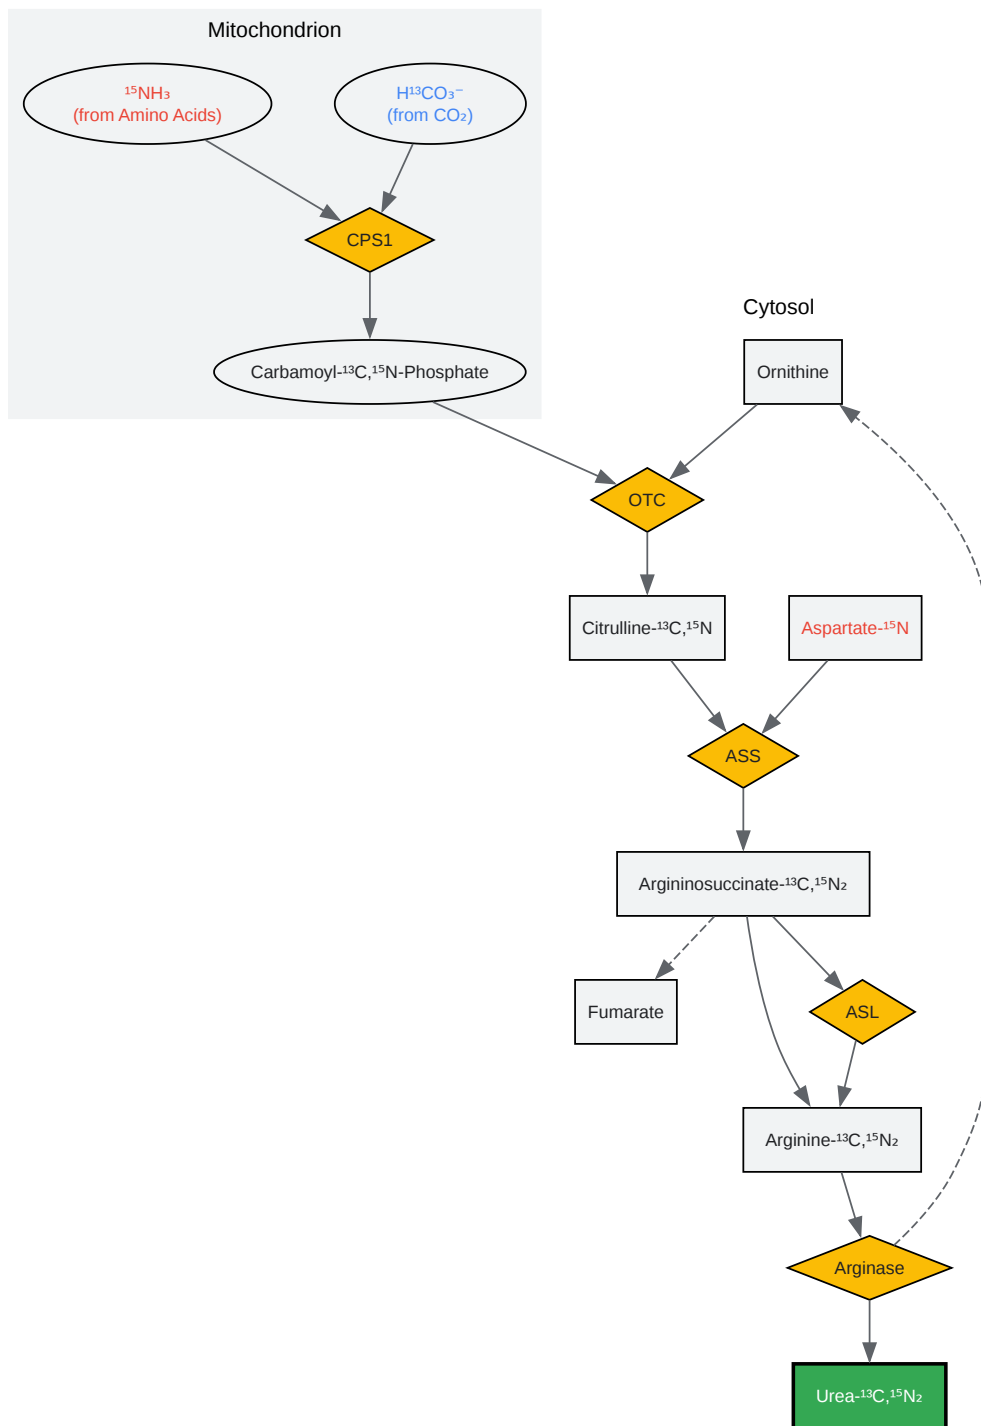 Mitochondrion
¹⁵NH₃
(from Amino Acids)
H¹³CO₃⁻
(from CO₂)
CPS1
Carbamoyl-¹³C,¹⁵N-Phosphate
Cytosol
Ornithine
OTC
Citrulline-¹³C,¹⁵N
Aspartate-¹⁵N
ASS
Argininosuccinate-¹³C,¹⁵N₂
Fumarate
ASL
Arginine-¹³C,¹⁵N₂
Arginase
Urea-¹³C,¹⁵N₂